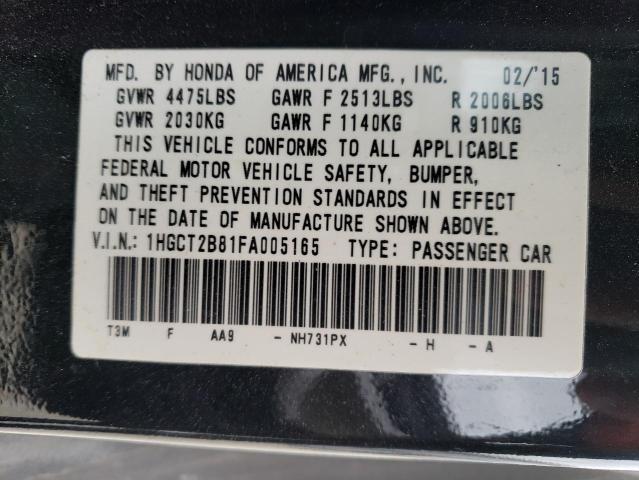 MFD. BY HONDA OF AMERICA MFG., INC. 02/'15
GVWR 4475LBS GAWR F 2513LBS R 2006LBS
GVWR 2030KG GAWR F 1140KG R 910KG
THIS VEHICLE CONFORMS TO ALL APPLICABLE
FEDERAL MOTOR VEHICLE SAFETY, BUMPER,
AND THEFT PREVENTION STANDARDS IN EFFECT
ON THE DATE OF MANUFACTURE SHOWN ABOVE.
V.I.N.: 1HGCT2B81FA005165 TYPE: PASSENGER CAR
T3M F AA9 - NH731PX - H - A